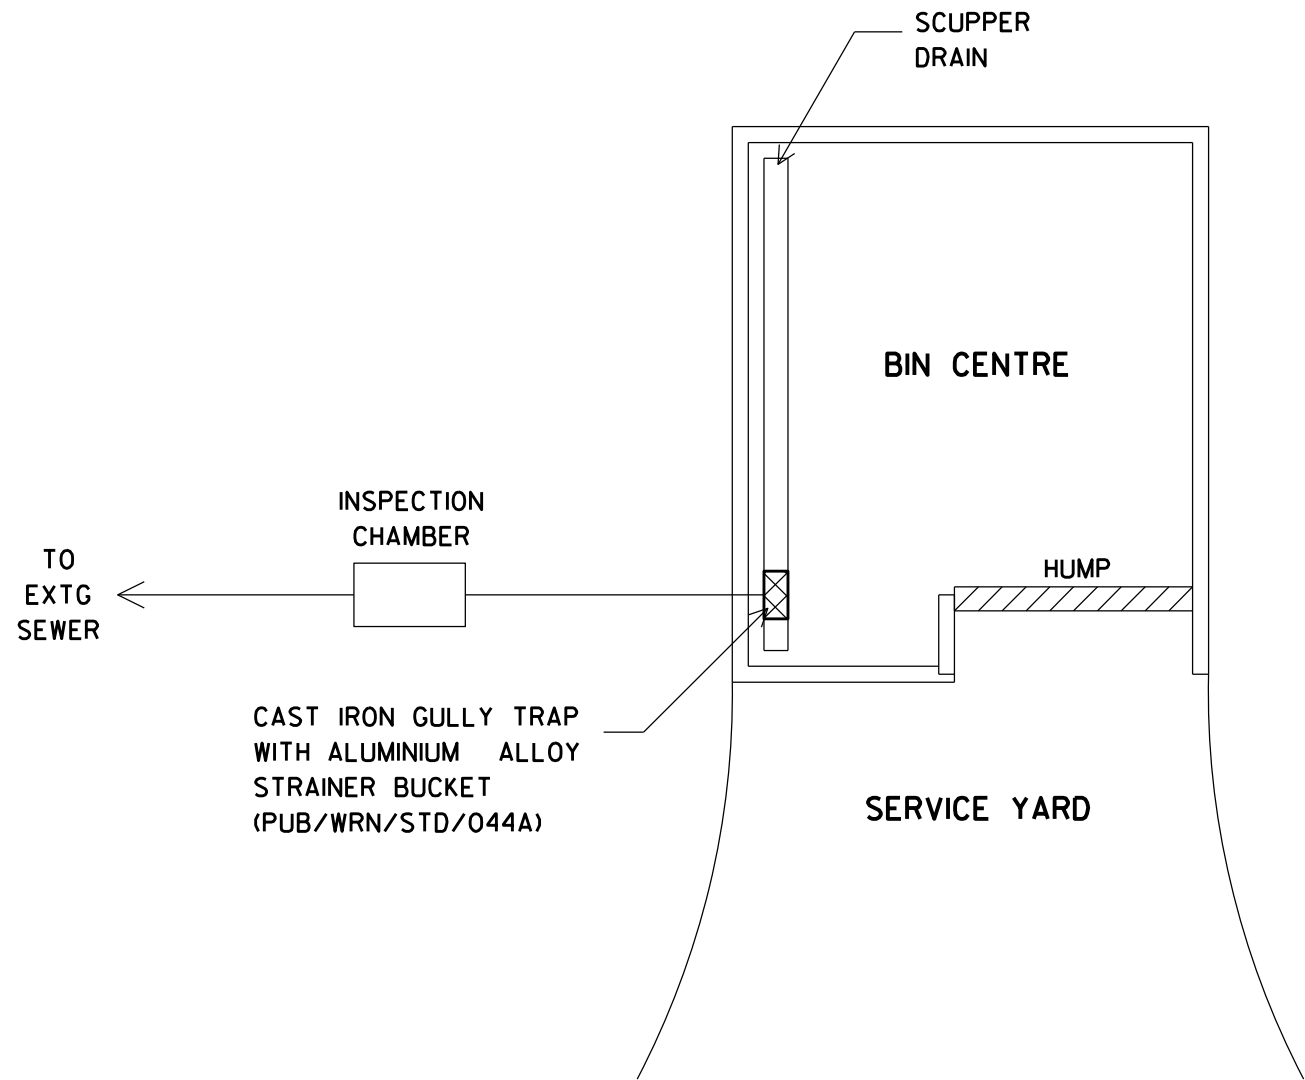 SCUPPER
DRAIN
BIN CENTRE
INSPECTION
CHAMBER
TO
EXTG
SEWER
HUMP
CAST IRON GULLY TRAP
WITH ALUMINIUM ALLOY
STRAINER BUCKET
(PUB/WRN/STD/044A)
SERVICE YARD